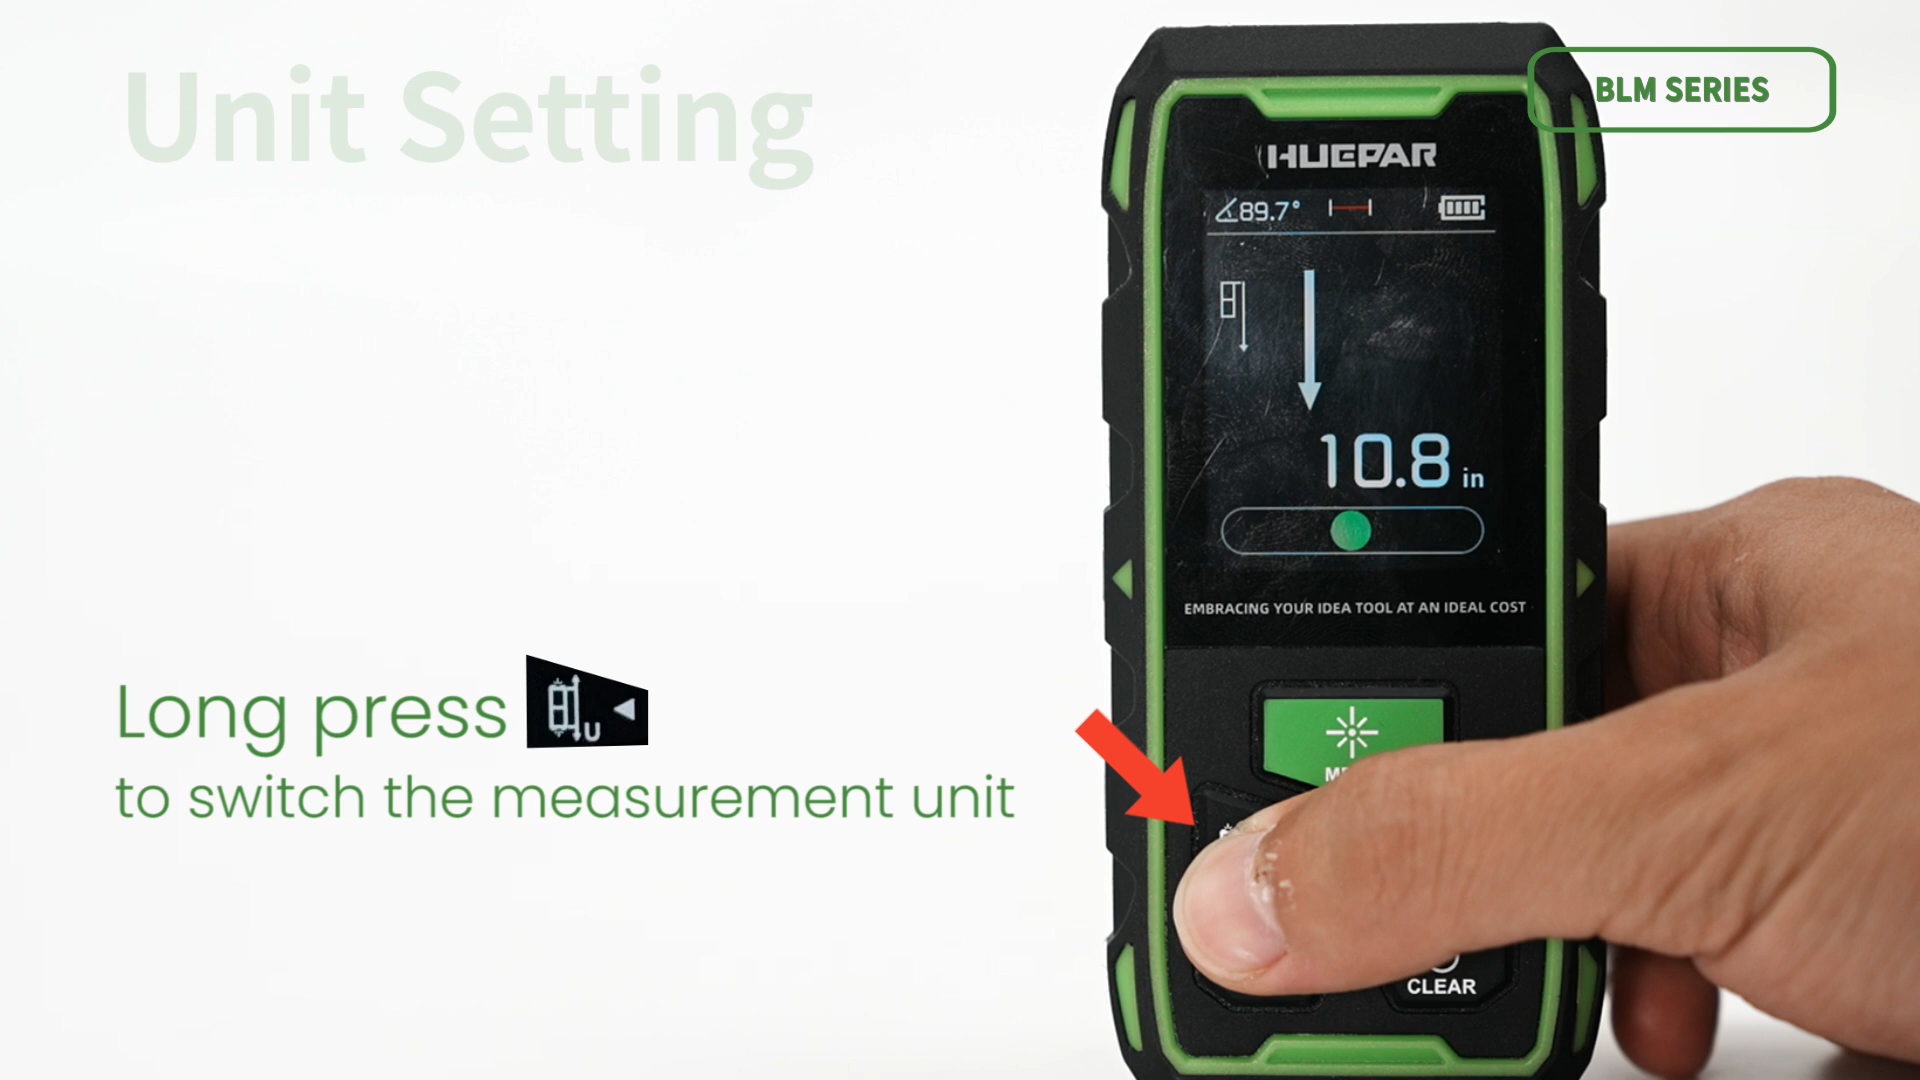 Unit Setting
BLM SERIES
HUEPAR
89.7°
10.8 in
EMBRACING YOUR IDEA TOOL AT AN IDEAL COST
Long press
U
to switch the measurement unit
CLEAR